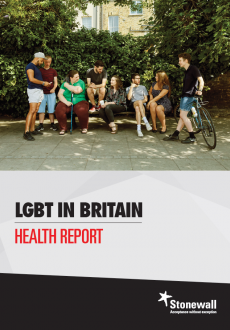 LGBT IN BRITAIN
HEALTH REPORT
Stonewall
Acceptance without exception